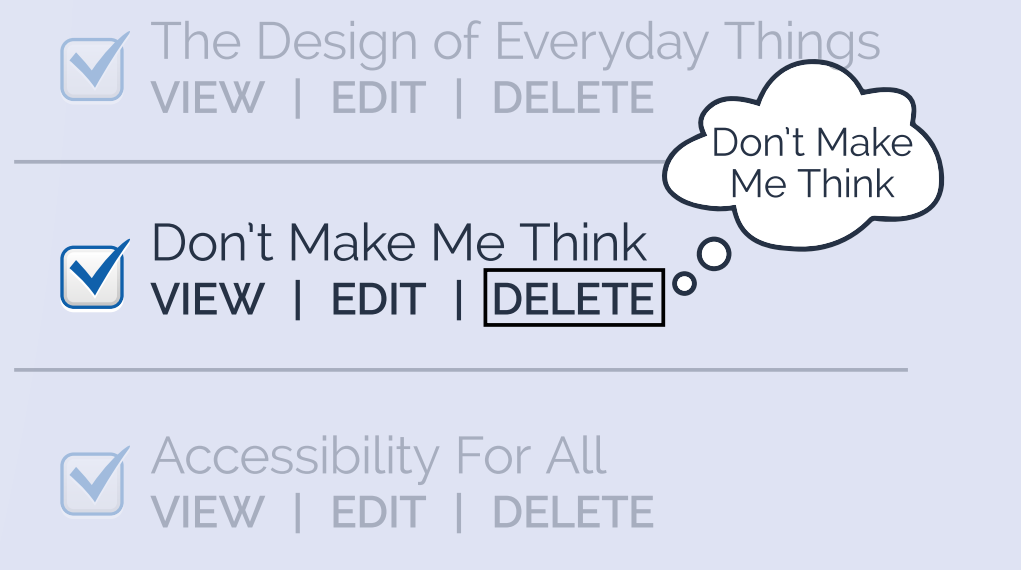 The Design of Everyday Things
VIEW | EDIT | DELETE
Don't Make
Me Think
Don't Make Me Think
VIEW | EDIT | DELETE
Accessibility For All
VIEW | EDIT | DELETE